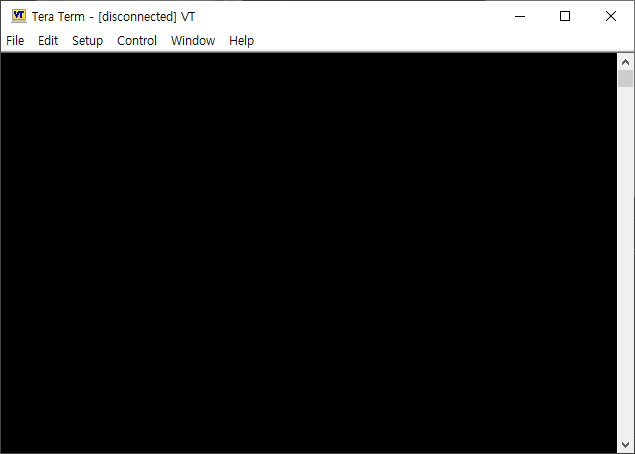 VT Tera Term - [disconnected] VT
File Edit Setup Control Window Help